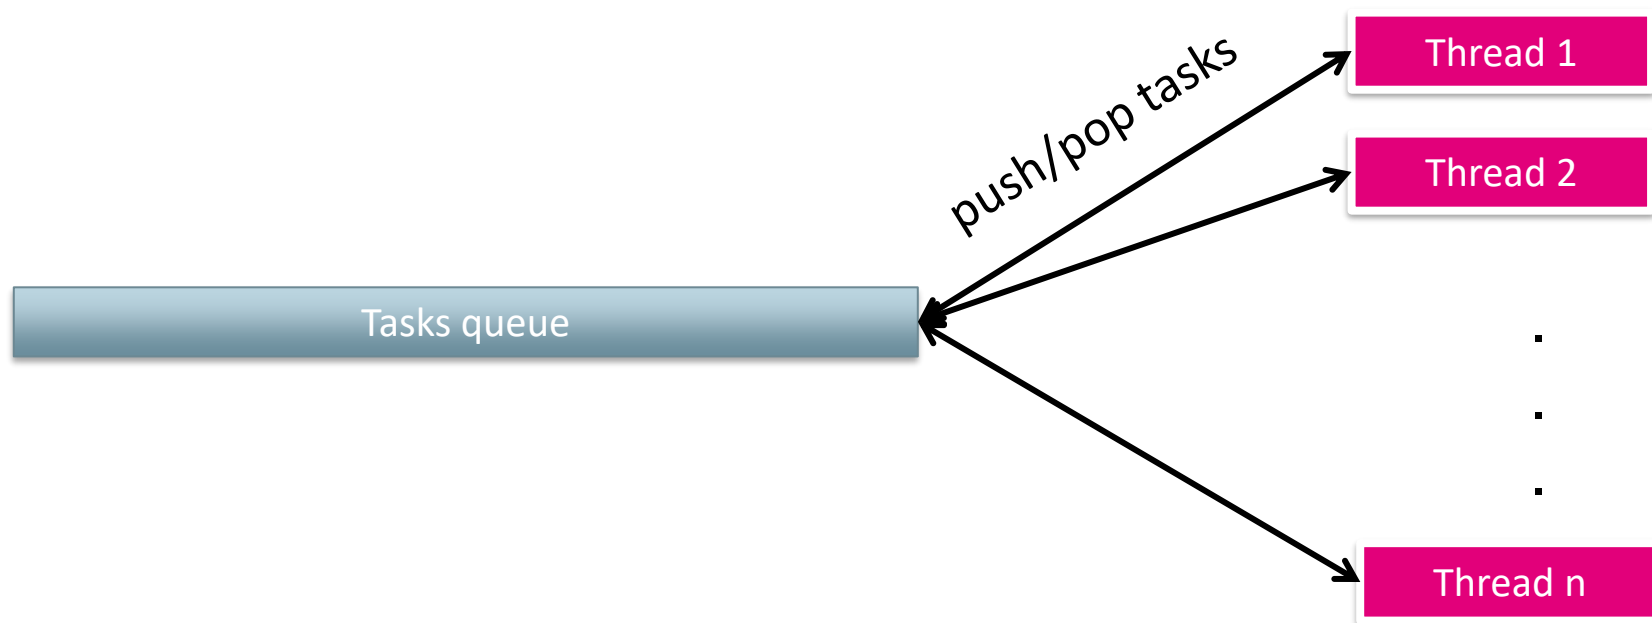 Thread 1
push/pop tasks
Thread 2
Tasks queue
.
.
.
Thread n